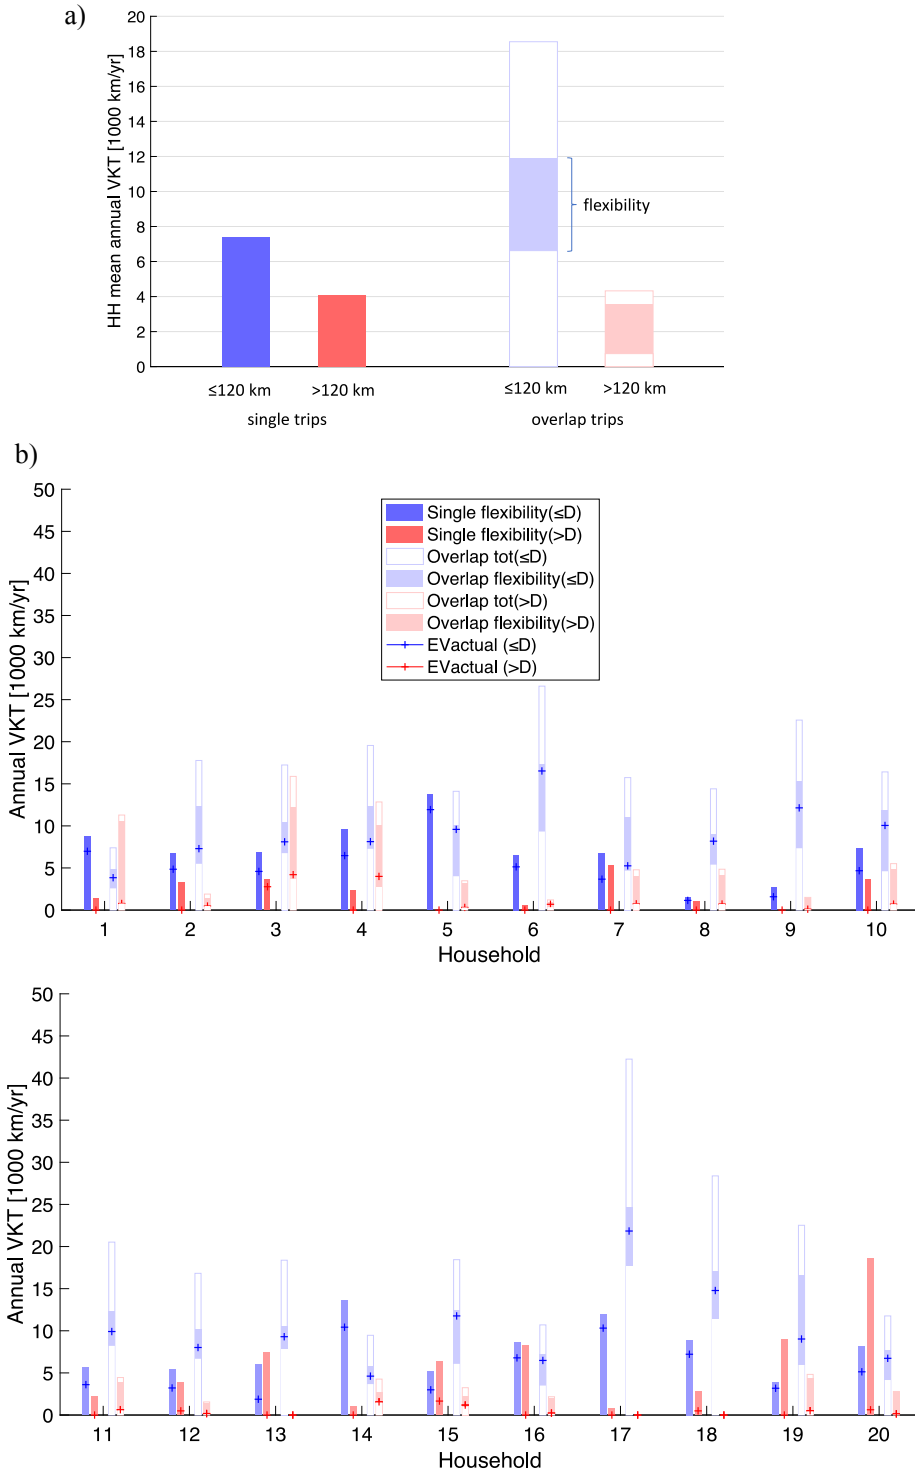 a)
HH mean annual VKT [1000 km/yr]
20
18
16
14
12
10
8
6
4
2
0
flexibility
≤120 km >120 km ≤120 km >120 km
single trips overlap trips
b)
Annual VKT [1000 km/yr]
50
45
40
35
30
25
20
15
10
5
0
Single flexibility(≤D)
Single flexibility(>D)
Overlap tot(≤D)
Overlap flexibility(≤D)
Overlap tot(>D)
Overlap flexibility(>D)
EVactual (≤D)
EVactual (>D)
1 2 3 4 5 6 7 8 9 10
Household
Annual VKT [1000 km/yr]
50
45
40
35
30
25
20
15
10
5
0
11 12 13 14 15 16 17 18 19 20
Household